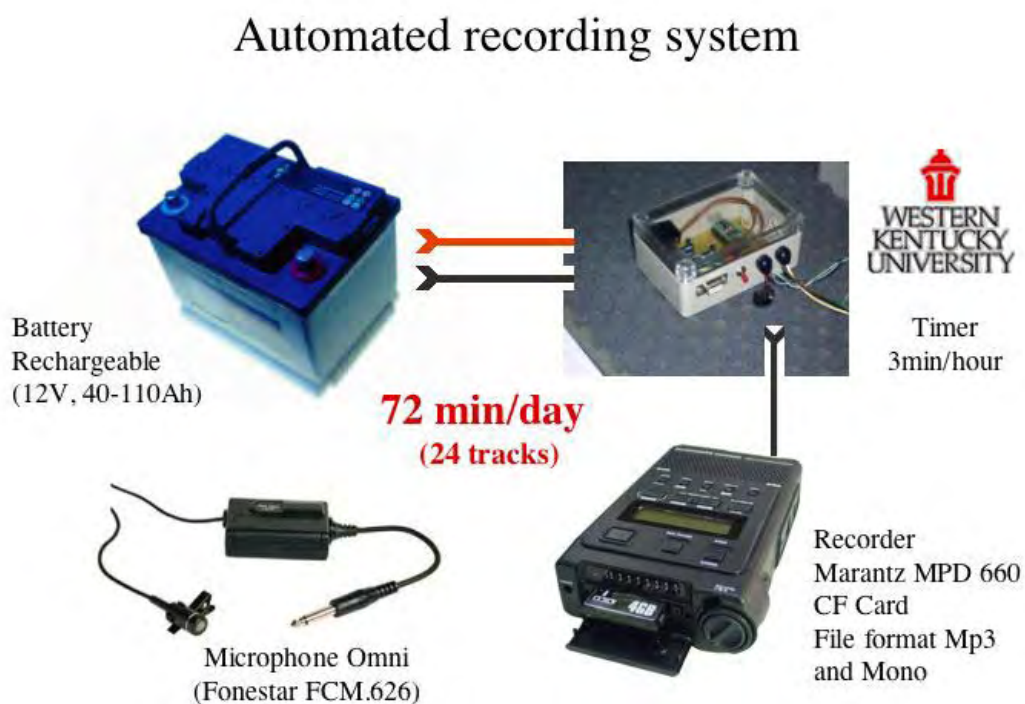 Automated recording system
WESTERN
KENTUCKY
UNIVERSITY
Battery
Rechargeable
(12V, 40-110Ah)
Timer
3min/hour
72 min/day
(24 tracks)
4GB
Recorder
Marantz MPD 660
CF Card
File format Mp3
and Mono
Microphone Omni
(Fonestar FCM.626)